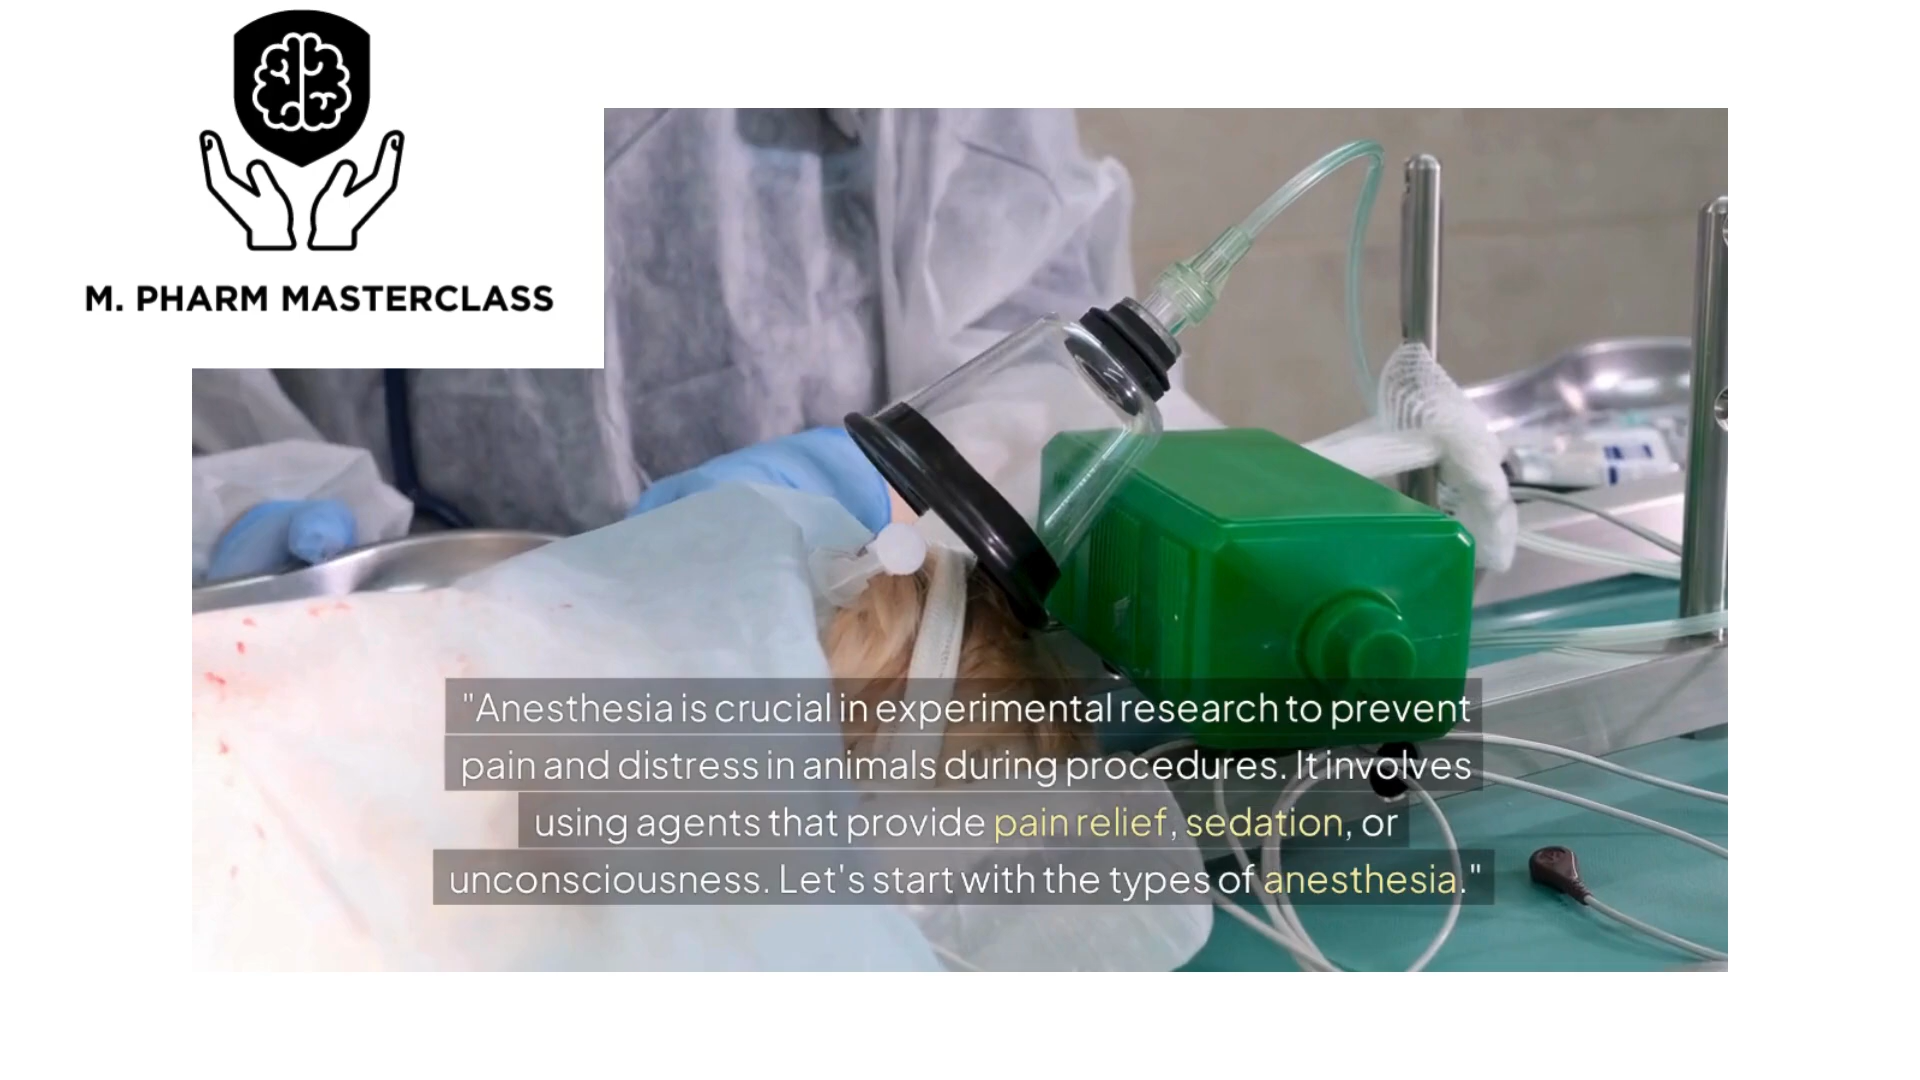 M. PHARM MASTERCLASS
"Anesthesia is crucial in experimental research to prevent
pain and distress in animals during procedures. It involves
using agents that provide pain relief, sedation, or
unconsciousness. Let's start with the types of anesthesia."